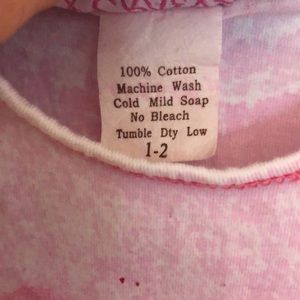 100% Cotton
Machine Wash
Cold Mild Soap
No Bleach
Tumble Dty Low
1-2